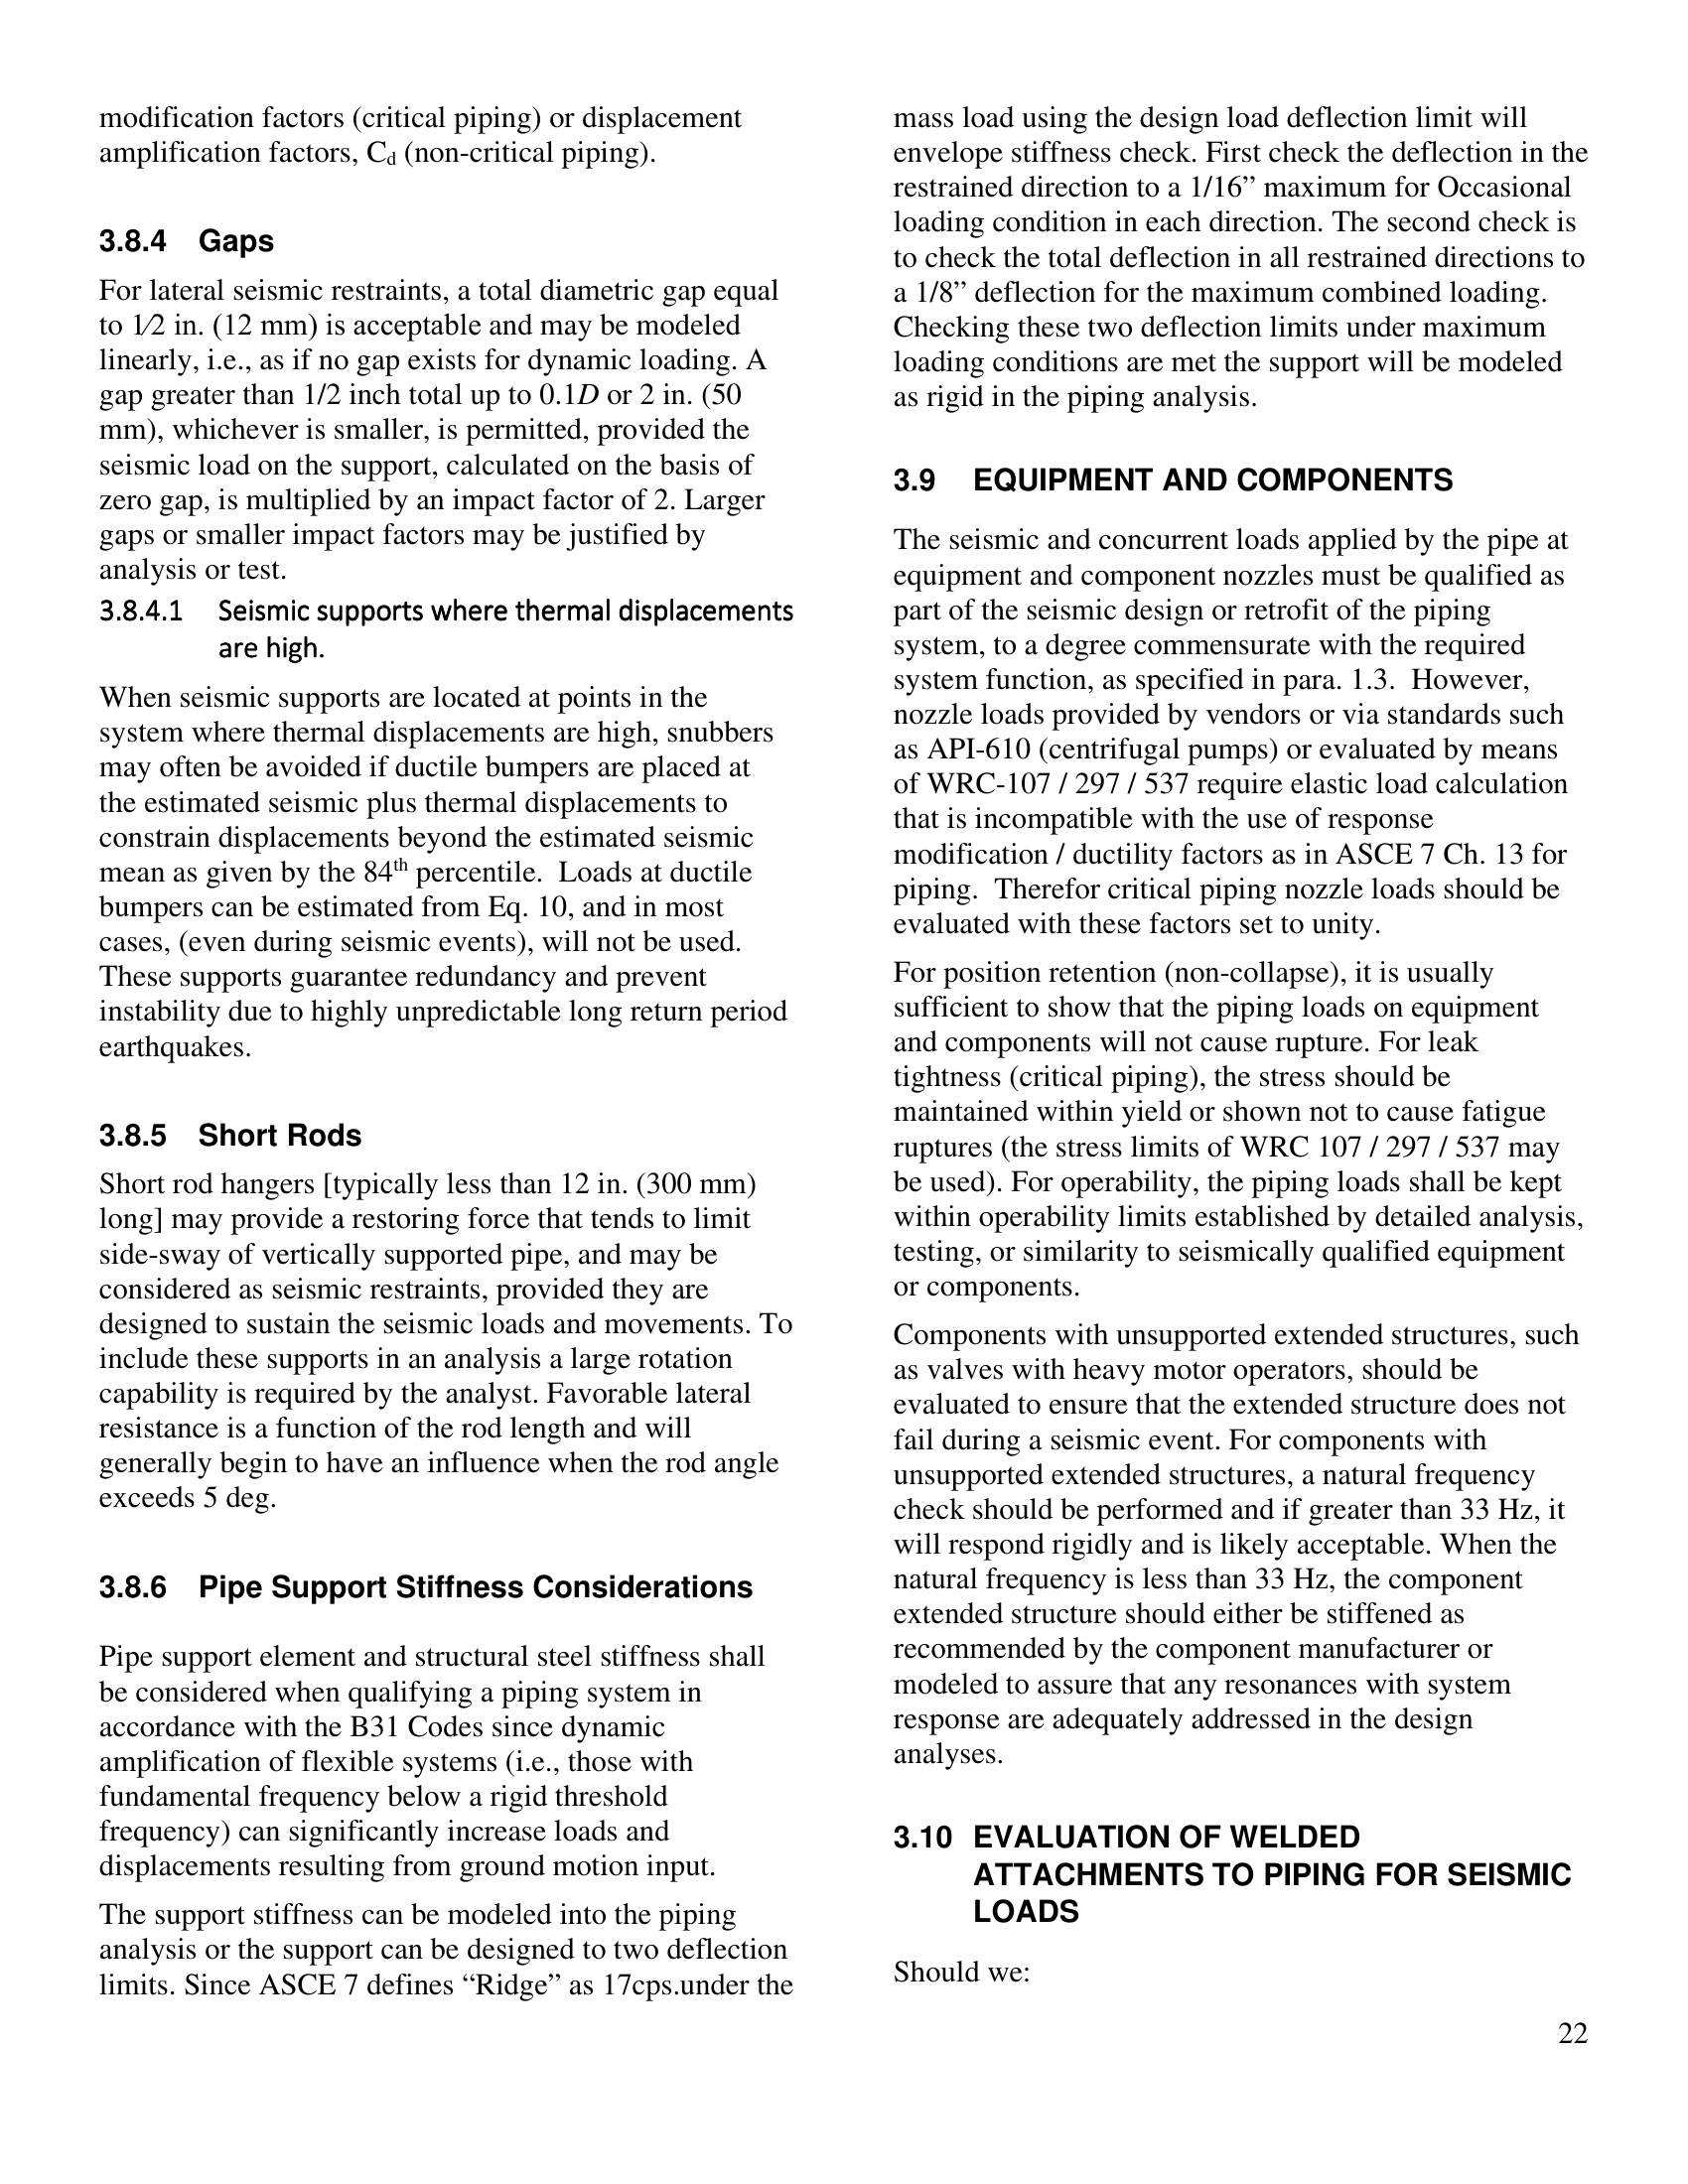 modification factors (critical piping) or displacement
amplification factors, Cd (non-critical piping).
3.8.4 Gaps
For lateral seismic restraints, a total diametric gap equal
to 1⁄2 in. (12 mm) is acceptable and may be modeled
linearly, i.e., as if no gap exists for dynamic loading. A
gap greater than 1/2 inch total up to 0.1D or 2 in. (50
mm), whichever is smaller, is permitted, provided the
seismic load on the support, calculated on the basis of
zero gap, is multiplied by an impact factor of 2. Larger
gaps or smaller impact factors may be justified by
analysis or test.
3.8.4.1 Seismic supports where thermal displacements
are high.
When seismic supports are located at points in the
system where thermal displacements are high, snubbers
may often be avoided if ductile bumpers are placed at
the estimated seismic plus thermal displacements to
constrain displacements beyond the estimated seismic
mean as given by the 84th percentile. Loads at ductile
bumpers can be estimated from Eq. 10, and in most
cases, (even during seismic events), will not be used.
These supports guarantee redundancy and prevent
instability due to highly unpredictable long return period
earthquakes.
3.8.5 Short Rods
Short rod hangers [typically less than 12 in. (300 mm)
long] may provide a restoring force that tends to limit
side-sway of vertically supported pipe, and may be
considered as seismic restraints, provided they are
designed to sustain the seismic loads and movements. To
include these supports in an analysis a large rotation
capability is required by the analyst. Favorable lateral
resistance is a function of the rod length and will
generally begin to have an influence when the rod angle
exceeds 5 deg.
3.8.6 Pipe Support Stiffness Considerations
Pipe support element and structural steel stiffness shall
be considered when qualifying a piping system in
accordance with the B31 Codes since dynamic
amplification of flexible systems (i.e., those with
fundamental frequency below a rigid threshold
frequency) can significantly increase loads and
displacements resulting from ground motion input.
The support stiffness can be modeled into the piping
analysis or the support can be designed to two deflection
limits. Since ASCE 7 defines “Ridge” as 17cps.under the
mass load using the design load deflection limit will
envelope stiffness check. First check the deflection in the
restrained direction to a 1/16” maximum for Occasional
loading condition in each direction. The second check is
to check the total deflection in all restrained directions to
a 1/8” deflection for the maximum combined loading.
Checking these two deflection limits under maximum
loading conditions are met the support will be modeled
as rigid in the piping analysis.
3.9 EQUIPMENT AND COMPONENTS
The seismic and concurrent loads applied by the pipe at
equipment and component nozzles must be qualified as
part of the seismic design or retrofit of the piping
system, to a degree commensurate with the required
system function, as specified in para. 1.3. However,
nozzle loads provided by vendors or via standards such
as API-610 (centrifugal pumps) or evaluated by means
of WRC-107 / 297 / 537 require elastic load calculation
that is incompatible with the use of response
modification / ductility factors as in ASCE 7 Ch. 13 for
piping. Therefor critical piping nozzle loads should be
evaluated with these factors set to unity.
For position retention (non-collapse), it is usually
sufficient to show that the piping loads on equipment
and components will not cause rupture. For leak
tightness (critical piping), the stress should be
maintained within yield or shown not to cause fatigue
ruptures (the stress limits of WRC 107 / 297 / 537 may
be used). For operability, the piping loads shall be kept
within operability limits established by detailed analysis,
testing, or similarity to seismically qualified equipment
or components.
Components with unsupported extended structures, such
as valves with heavy motor operators, should be
evaluated to ensure that the extended structure does not
fail during a seismic event. For components with
unsupported extended structures, a natural frequency
check should be performed and if greater than 33 Hz, it
will respond rigidly and is likely acceptable. When the
natural frequency is less than 33 Hz, the component
extended structure should either be stiffened as
recommended by the component manufacturer or
modeled to assure that any resonances with system
response are adequately addressed in the design
analyses.
3.10 EVALUATION OF WELDED
ATTACHMENTS TO PIPING FOR SEISMIC
LOADS
Should we:
22